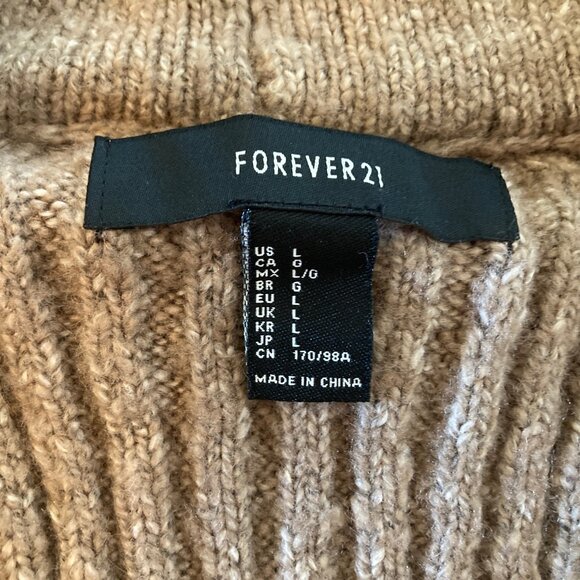 FOREVER 21
US L
CA G
MX L/G
BR G
EU L
UK L
KR L
JP L
CN 170/98A
MADE IN CHINA